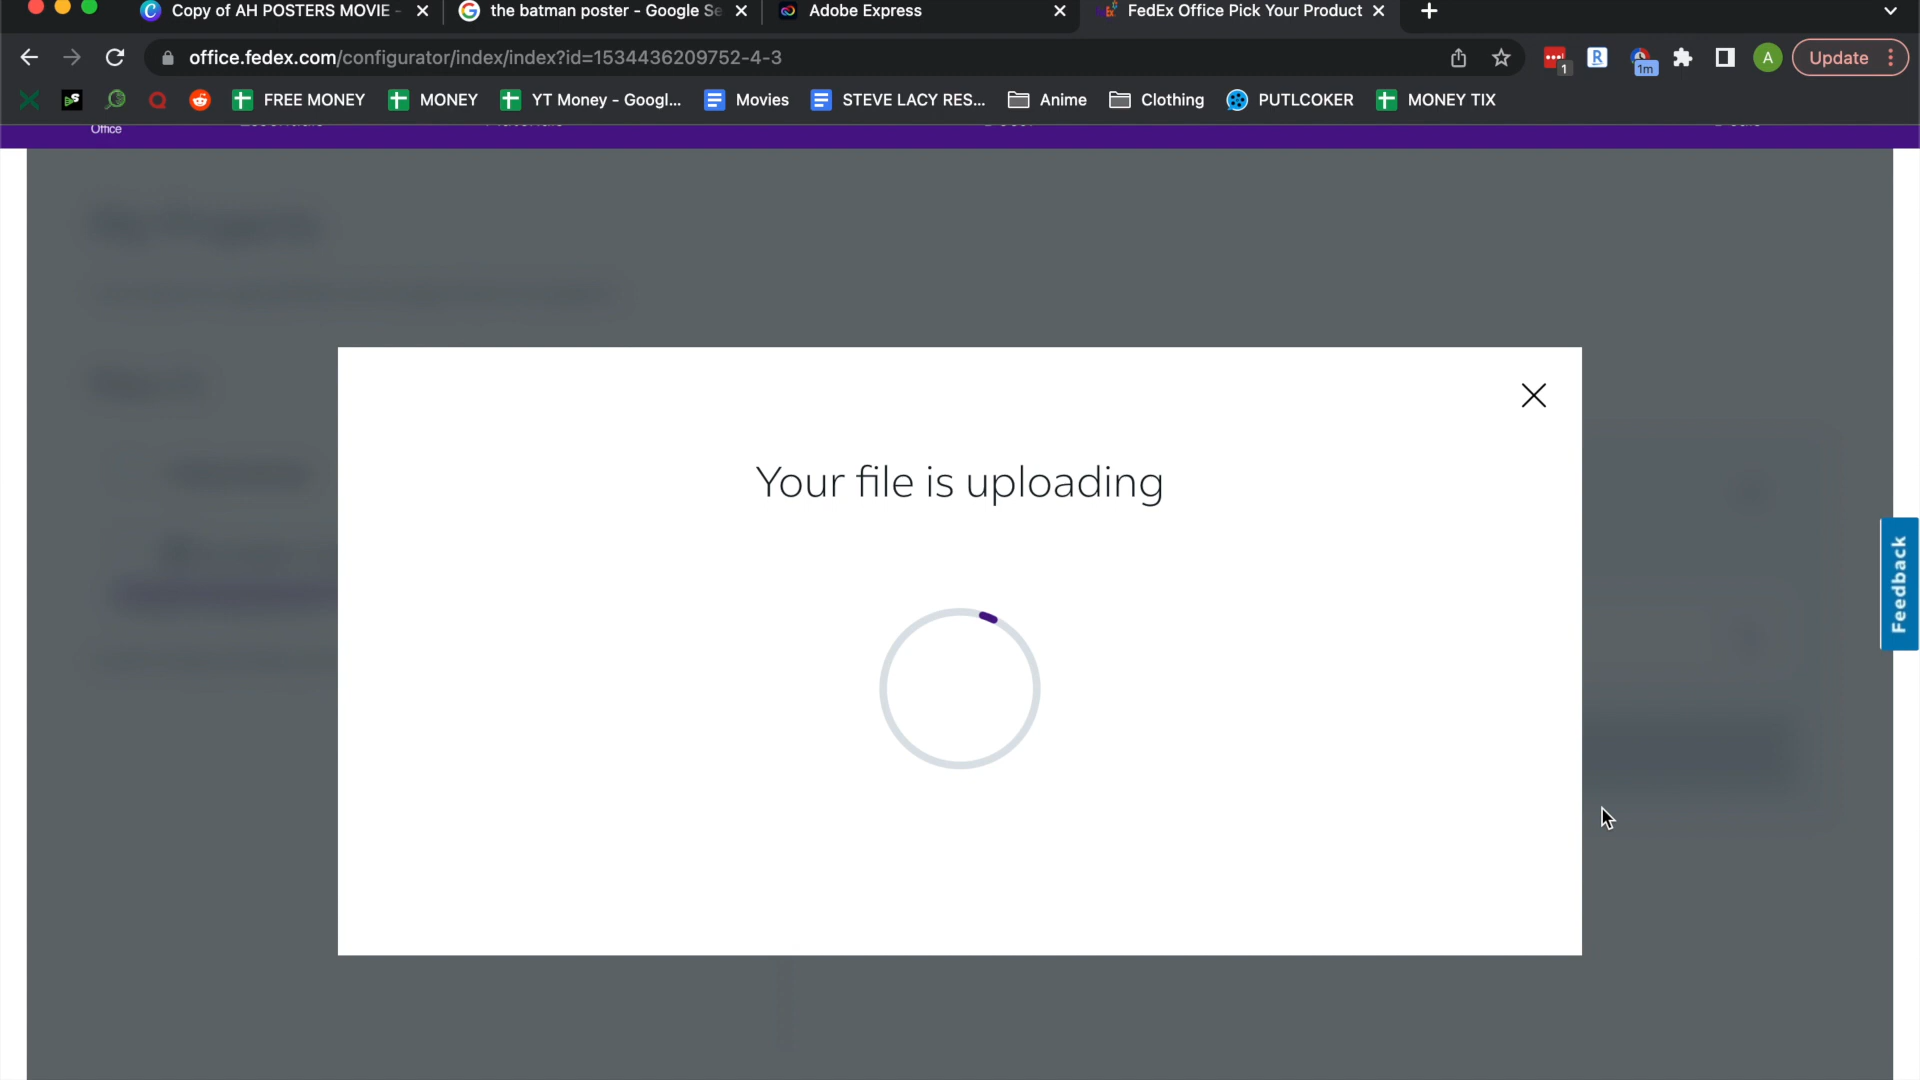 Copy of AH POSTERS MOVIE -
the batman poster - Google Se
Adobe Express
FedEx Office Pick Your Product
office.fedex.com/configurator/index/index?id=1534436209752-4-3
1
R
1m
A
Update
FREE MONEY
MONEY
YT Money - Googl...
Movies
STEVE LACY RES...
Anime
Clothing
PUTLCOKER
MONEY TIX
Office
Your file is uploading
Feedback